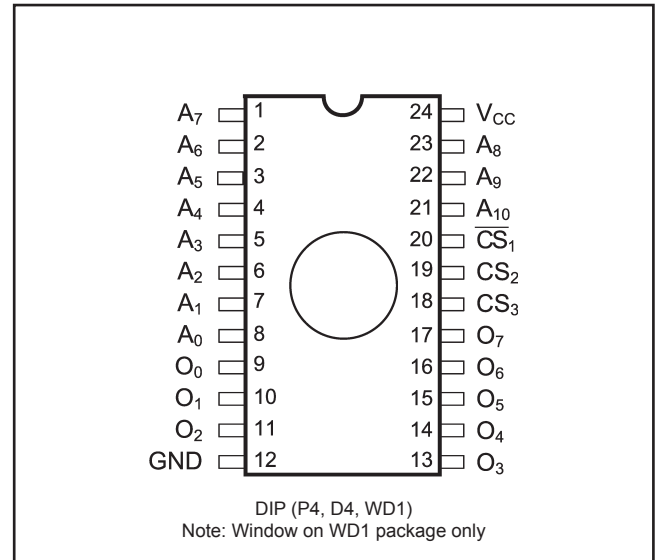 A₇ 1 24 V_CC
A₆ 2 23 A₈
A₅ 3 22 A₉
A₄ 4 21 A₁₀
A₃ 5 20 C̅S̅₁
A₂ 6 19 CS₂
A₁ 7 18 CS₃
A₀ 8 17 O₇
O₀ 9 16 O₆
O₁ 10 15 O₅
O₂ 11 14 O₄
GND 12 13 O₃
DIP (P4, D4, WD1)
Note: Window on WD1 package only